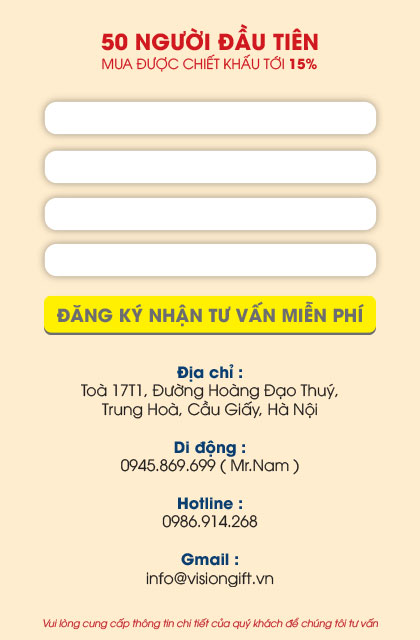 50 NGƯỜI ĐẦU TIÊN
MUA ĐƯỢC CHIẾT KHẤU TỚI 15%
ĐĂNG KÝ NHẬN TƯ VẤN MIỄN PHÍ
Địa chỉ :
Toà 17T1, Đường Hoàng Đạo Thuý,
Trung Hoà, Cầu Giấy, Hà Nội
Di động :
0945.869.699 ( Mr.Nam )
Hotline :
0986.914.268
Gmail :
info@visiongift.vn
Vui lòng cung cấp thông tin chi tiết của quý khách để chúng tôi tư vấn